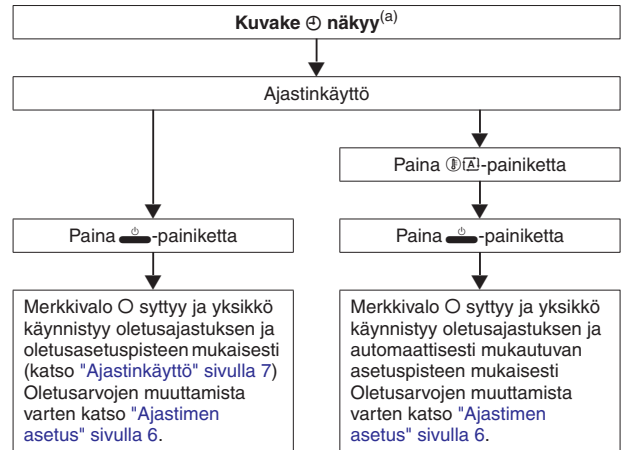 Kuvake ⏲ näkyy(a)
Ajastinkäyttö
Paina -painiketta
Paina -painiketta
Paina -painiketta
Merkkivalo O syttyy ja yksikkö
käynnistyy oletusajastuksen ja
oletusasetuspisteen mukaisesti
(katso "Ajastinkäyttö" sivulla 7)
Oletusarvojen muuttamista
varten katso "Ajastimen
asetus" sivulla 6.
Merkkivalo O syttyy ja yksikkö
käynnistyy oletusajastuksen ja
automaattisesti mukautuvan
asetuspisteen mukaisesti
Oletusarvojen muuttamista
varten katso "Ajastimen
asetus" sivulla 6.